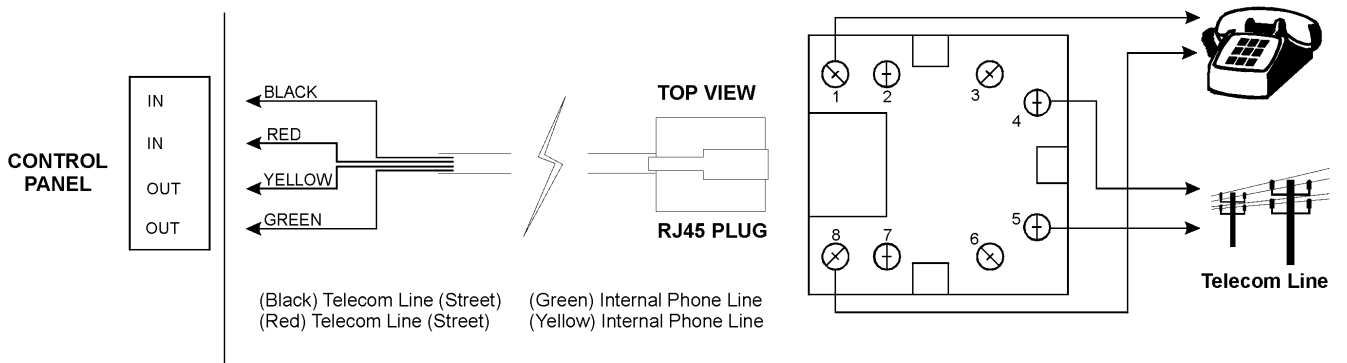 CONTROL
PANEL
IN
IN
OUT
OUT
BLACK
RED
YELLOW
GREEN
TOP VIEW
RJ45 PLUG
1
2
3
4
5
6
7
8
Telecom Line
(Black) Telecom Line (Street)
(Red) Telecom Line (Street)
(Green) Internal Phone Line
(Yellow) Internal Phone Line